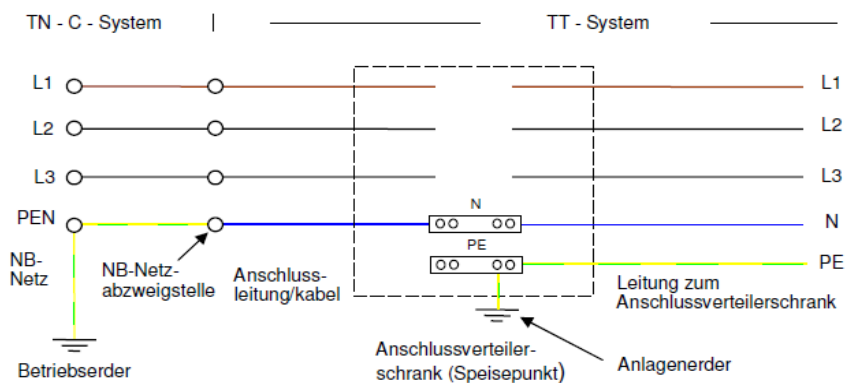 TN - C - System | TT - System
L1 L1
L2 L2
L3 L3
N
PEN N
PE
PE
NB-
Netz
NB-Netz-
abzweigstelle
Anschluss-
leitung/kabel
Leitung zum
Anschlussverteilerschrank
Betriebserder
Anschlussverteiler-
schrank (Speisepunkt)
Anlagenerder